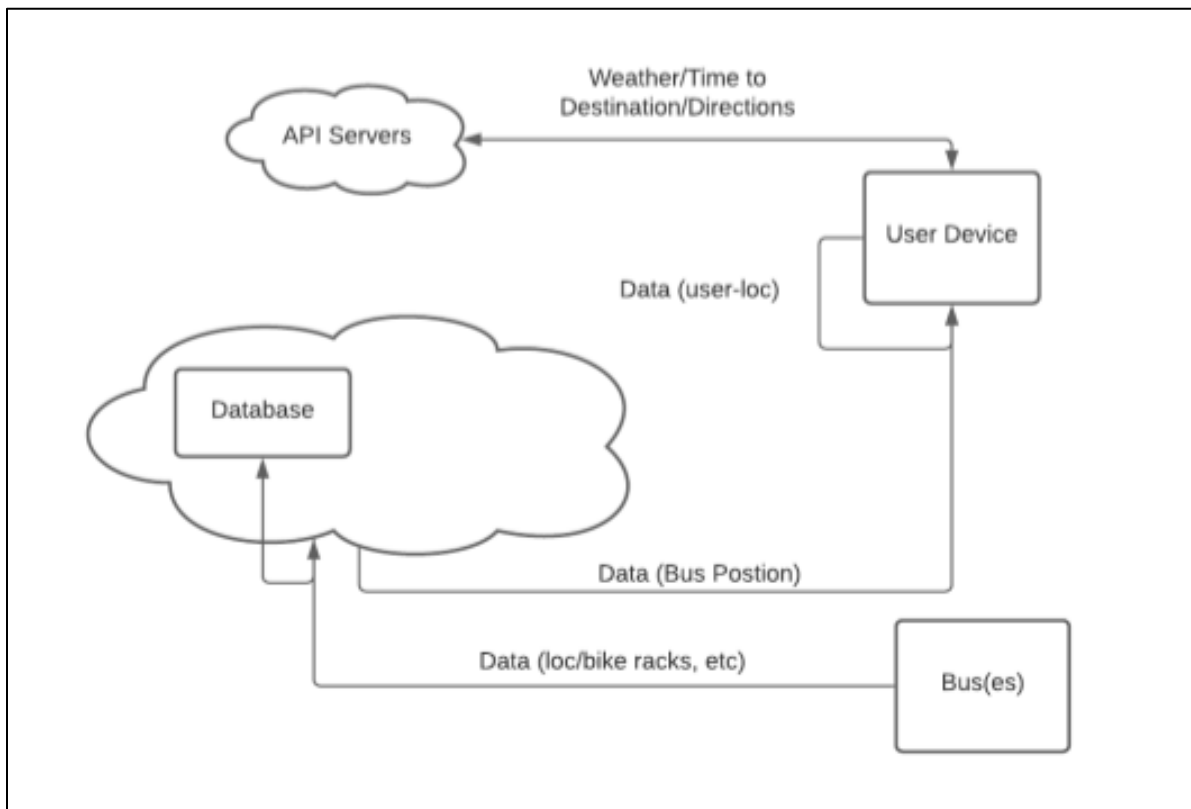 Weather/Time to
Destination/Directions
API Servers
User Device
Data (user-loc)
Database
Data (Bus Postion)
Data (loc/bike racks, etc)
Bus(es)